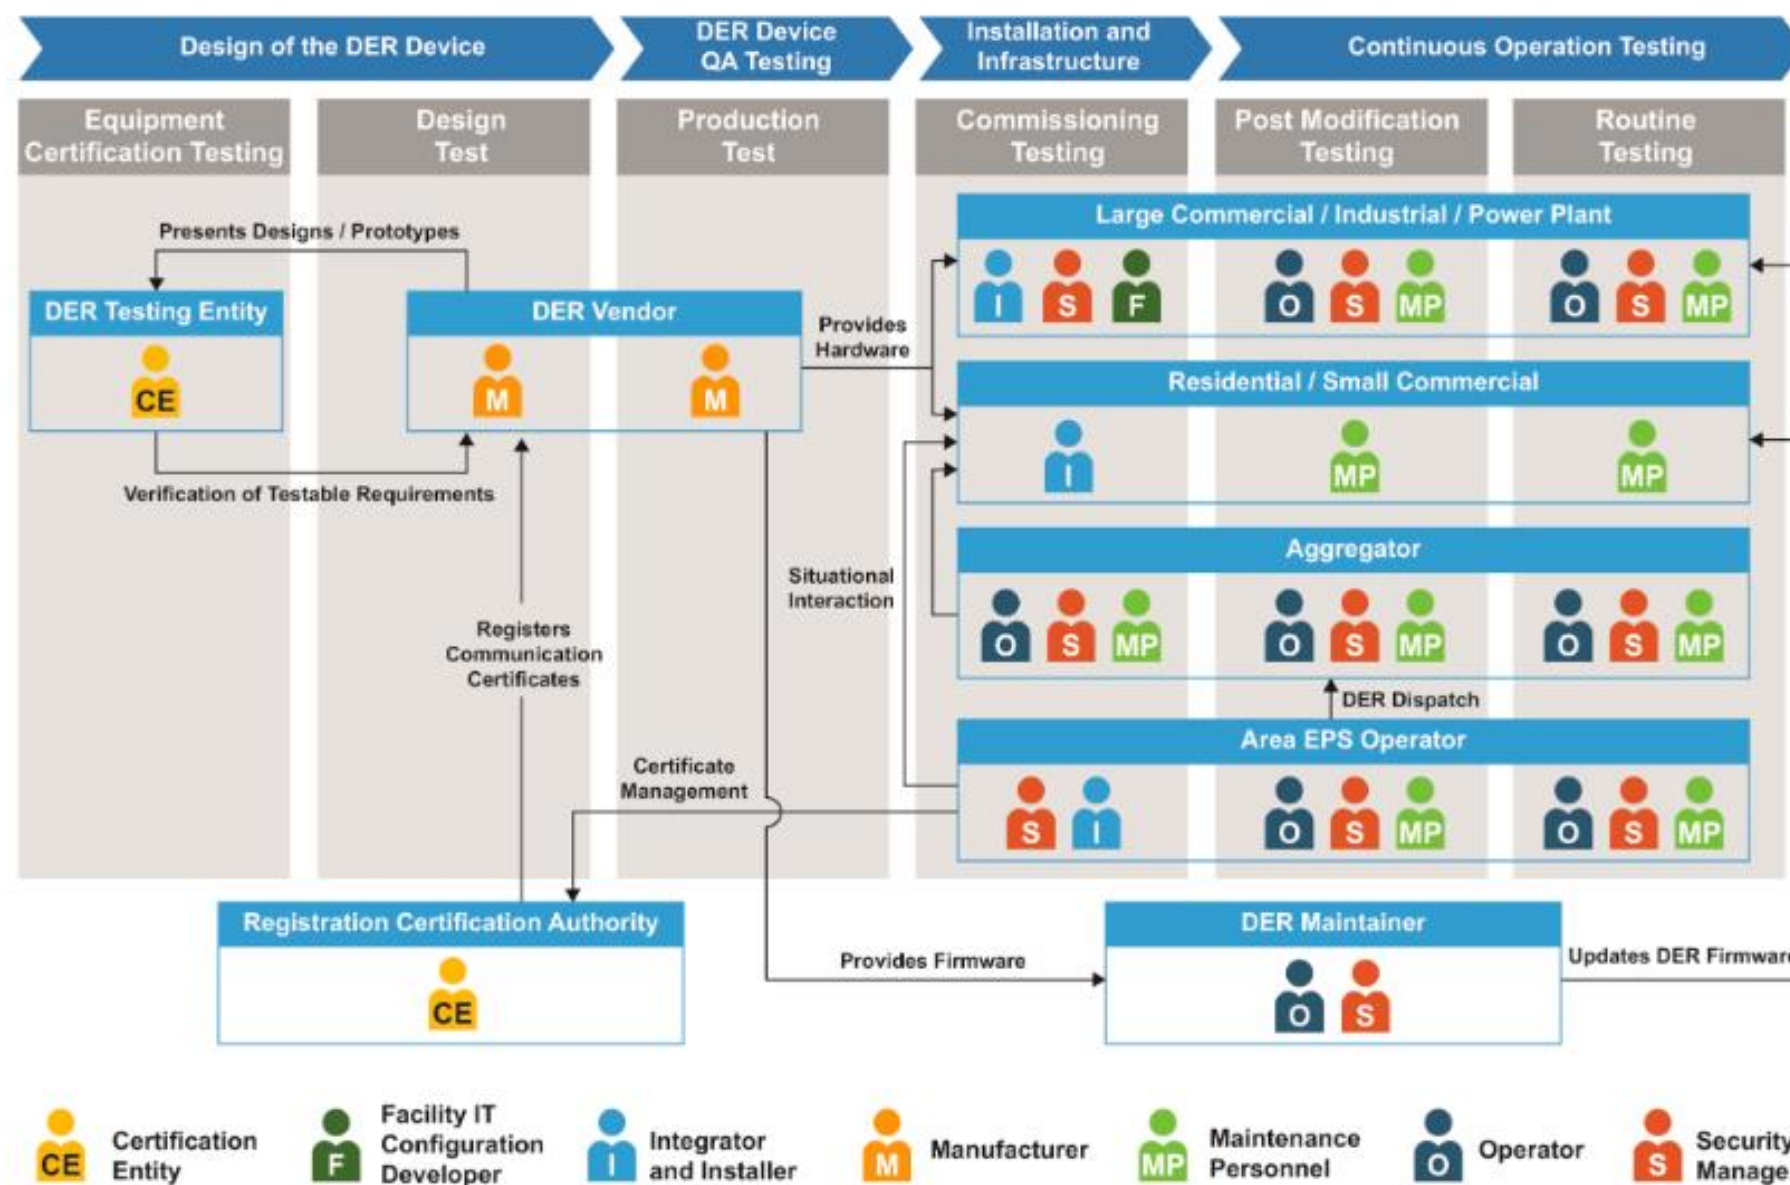 Design of the DER Device
DER Device
QA Testing
Installation and
Infrastructure
Continuous Operation Testing
Equipment
Certification Testing
Design
Test
Production
Test
Commissioning
Testing
Post Modification
Testing
Routine
Testing
Presents Designs / Prototypes
DER Testing Entity
CE
DER Vendor
M
M
Verification of Testable Requirements
Provides
Hardware
Large Commercial / Industrial / Power Plant
I S F O S MP O S MP
Residential / Small Commercial
I MP MP
Situational
Interaction
Aggregator
O S MP O S MP O S MP
DER Dispatch
Registers
Communication
Certificates
Area EPS Operator
S I O S MP O S MP
Certificate
Management
Registration Certification Authority
CE
Provides Firmware
DER Maintainer
O S
Updates DER Firmware
CE
Certification
Entity
F
Facility IT
Configuration
Developer
I
Integrator
and Installer
M
Manufacturer
MP
Maintenance
Personnel
O
Operator
S
Security
Manage